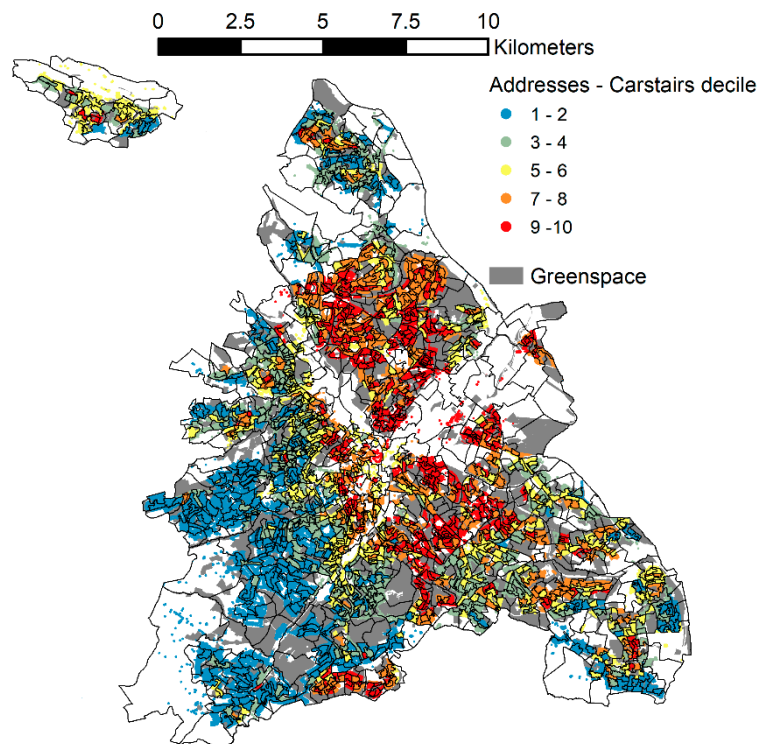 0 2.5 5 7.5 10
Kilometers
Addresses - Carstairs decile
1 - 2
3 - 4
5 - 6
7 - 8
9 -10
Greenspace